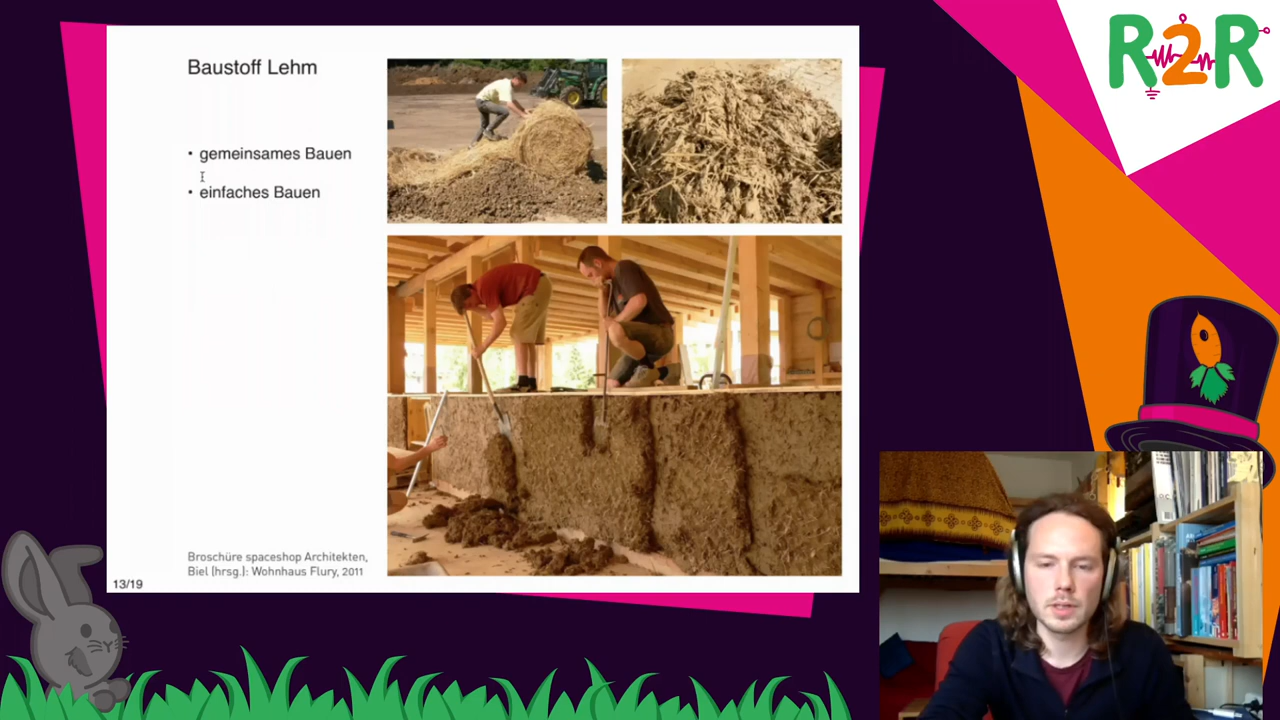 Baustoff Lehm
• gemeinsames Bauen
• einfaches Bauen
Broschüre spaceshop Architekten,
Biel (hrsg.): Wohnhaus Flury, 2011
13/19
R2R